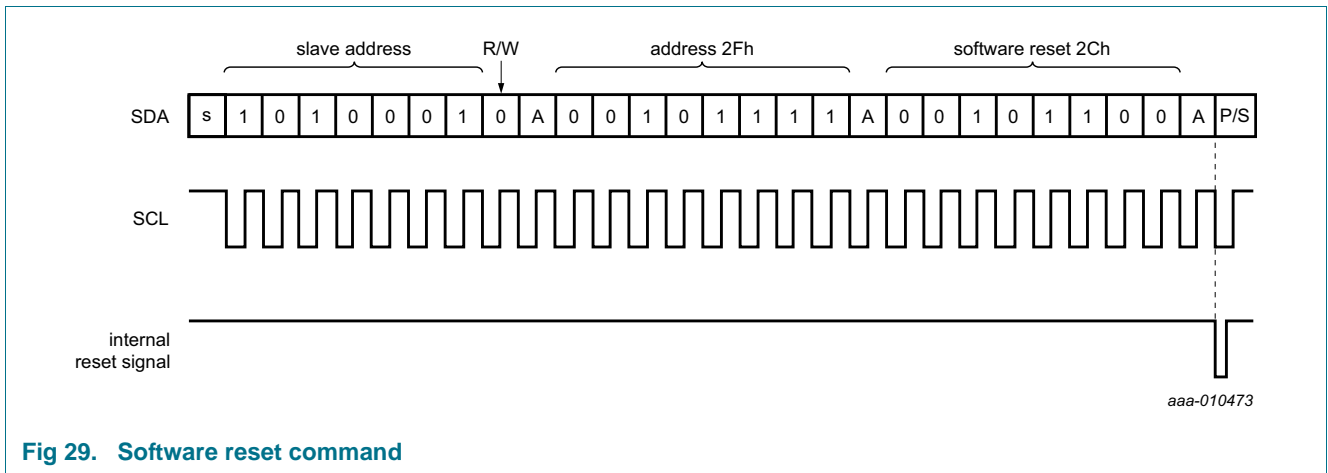 slave address R/W address 2Fh software reset 2Ch
SDA s 1 0 1 0 0 0 1 0 A 0 0 1 0 1 1 1 1 A 0 0 1 0 1 1 0 0 A P/S
SCL
internal
reset signal
aaa-010473
Fig 29. Software reset command